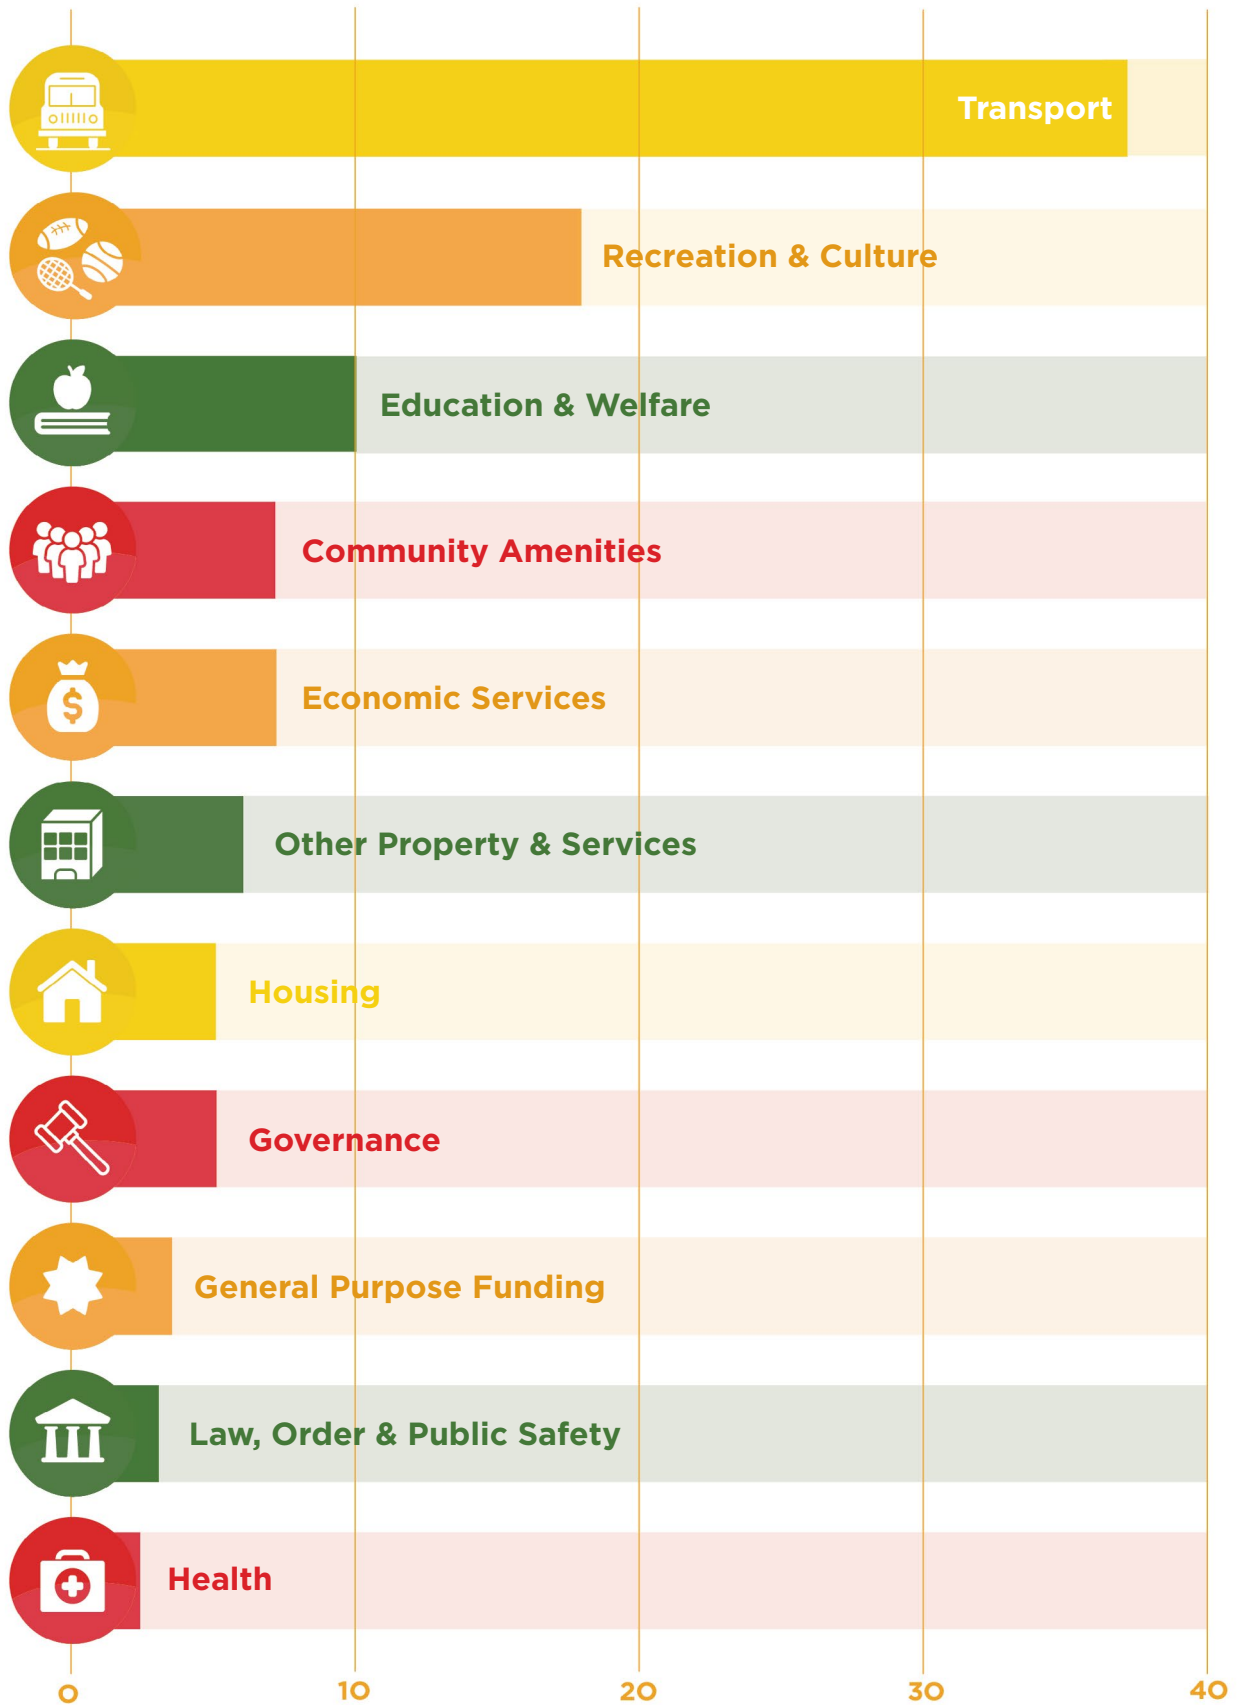 Transport
Recreation & Culture
Education & Welfare
Community Amenities
$
Economic Services
Other Property & Services
Housing
Governance
General Purpose Funding
Law, Order & Public Safety
Health
0 10 20 30 40